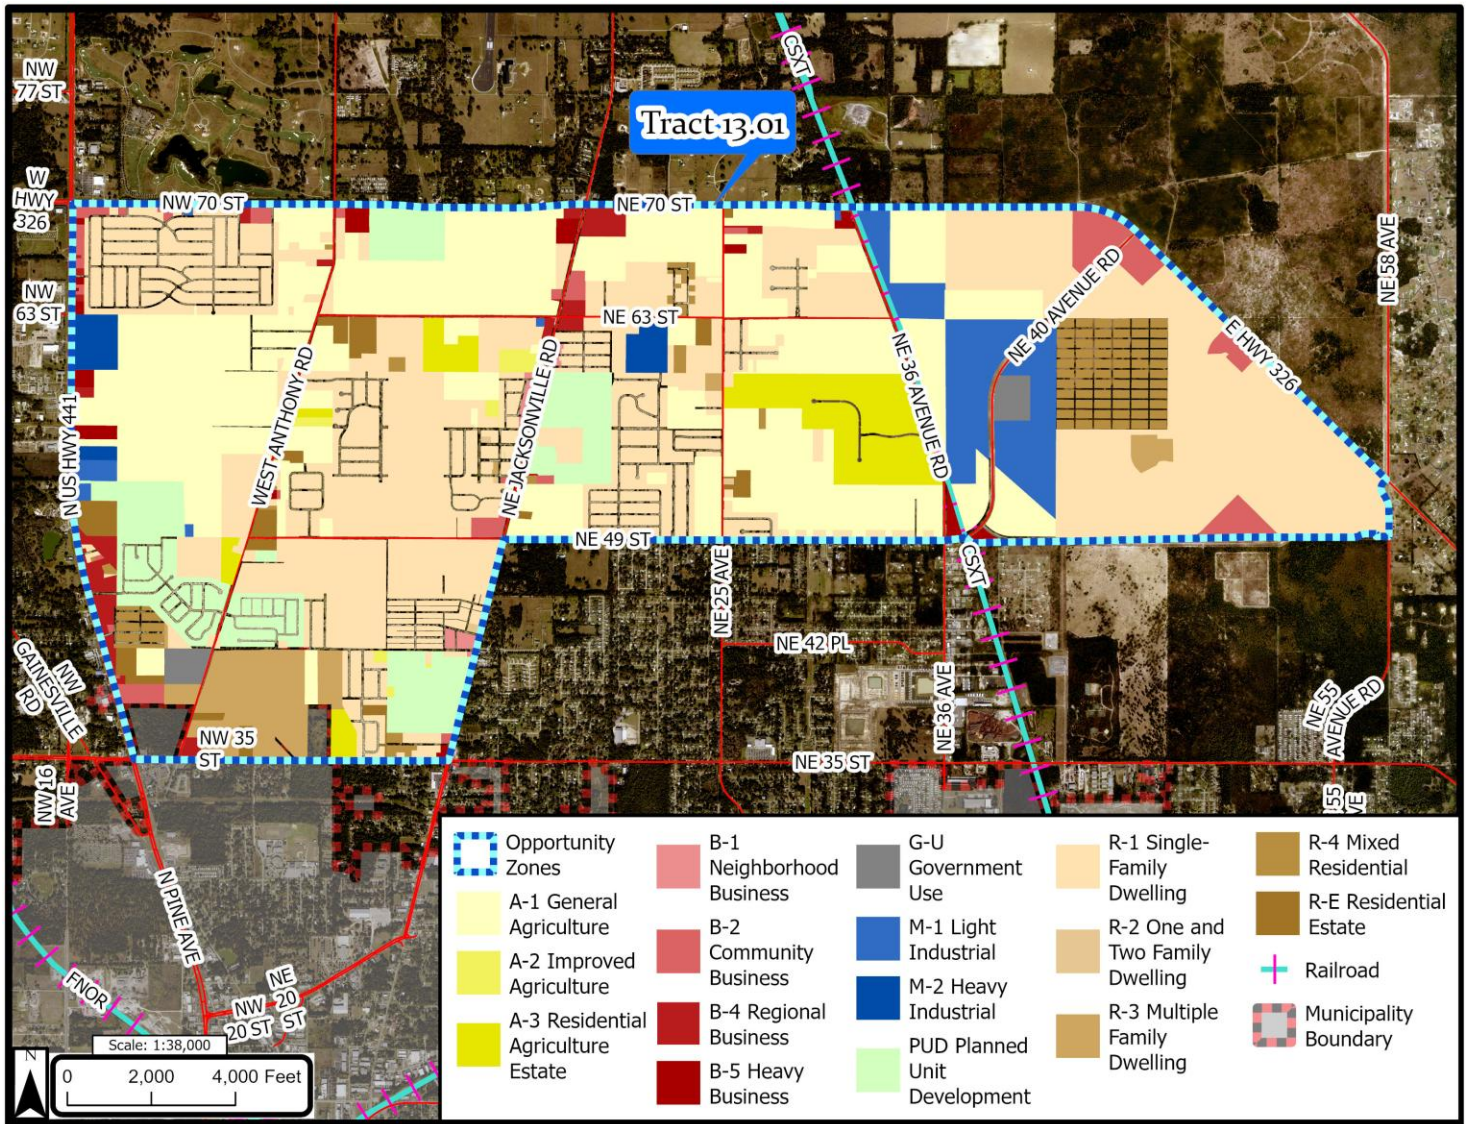 NW
77 ST
CSXT
Tract 13.01
W
HWY
326
NW 70 ST
NE 70 ST
NE 58 AVE
NW
63 ST
NE 63 ST
NE 40 AVENUE RD
E HWY 326
NE 36 AVENUE RD
WEST ANTHONY RD
NE JACKSONVILLE RD
N US HWY 441
NE 49 ST
CSXT
NE 25 AVE
NE 42 PL
NE 36 AVE
NW
GAINESVILLE
RD
NE 55
AVENUE RD
NW 35
ST
NE 35 ST
NW 16
AVE
55
VE
N PINE AVE
FNOR
NW
20 ST
NE
20
ST
Scale: 1:38,000
N
0 2,000 4,000 Feet
Opportunity
Zones
A-1 General
Agriculture
A-2 Improved
Agriculture
A-3 Residential
Agriculture
Estate
B-1
Neighborhood
Business
B-2
Community
Business
B-4 Regional
Business
B-5 Heavy
Business
G-U
Government
Use
M-1 Light
Industrial
M-2 Heavy
Industrial
PUD Planned
Unit
Development
R-1 Single-
Family
Dwelling
R-2 One and
Two Family
Dwelling
R-3 Multiple
Family
Dwelling
R-4 Mixed
Residential
R-E Residential
Estate
Railroad
Municipality
Boundary